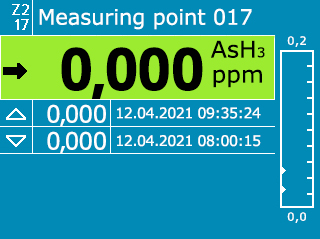 Z2
17
Measuring point 017
0,2
0,000 AsH3
ppm
0,000 12.04.2021 09:35:24
0,000 12.04.2021 08:00:15
0,0